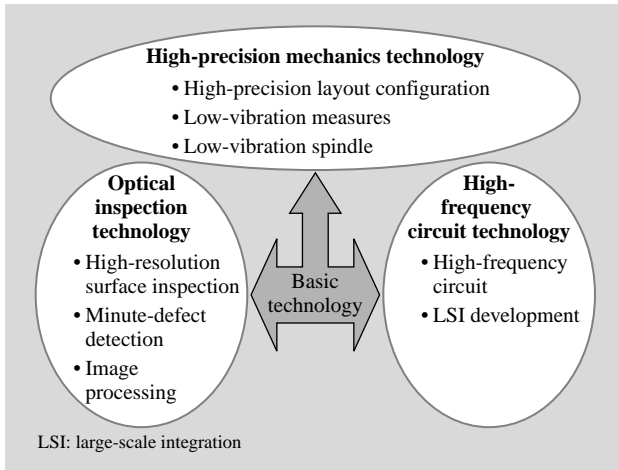 High-precision mechanics technology
• High-precision layout configuration
• Low-vibration measures
• Low-vibration spindle
Optical
inspection
technology
• High-resolution
surface inspection
• Minute-defect
detection
• Image
processing
Basic
technology
High-
frequency
circuit technology
• High-frequency
circuit
• LSI development
LSI: large-scale integration